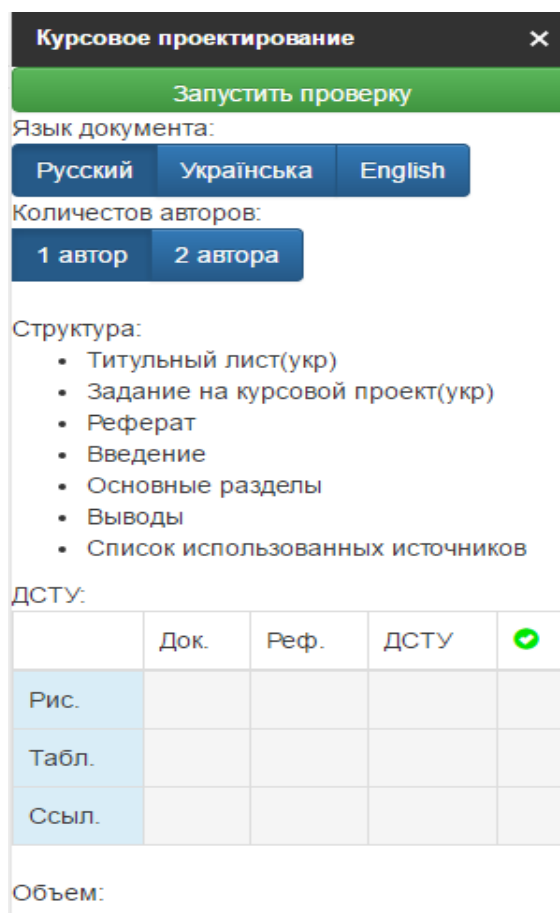 Курсовое проектирование ×
Запустить проверку
Язык документа:
Русский Українська English
Количестов авторов:
1 автор 2 автора
Структура:
• Титульный лист(укр)
• Задание на курсовой проект(укр)
• Реферат
• Введение
• Основные разделы
• Выводы
• Список использованных источников
ДСТУ:
Док. Реф. ДСТУ
Рис.
Табл.
Ссыл.
Объем: